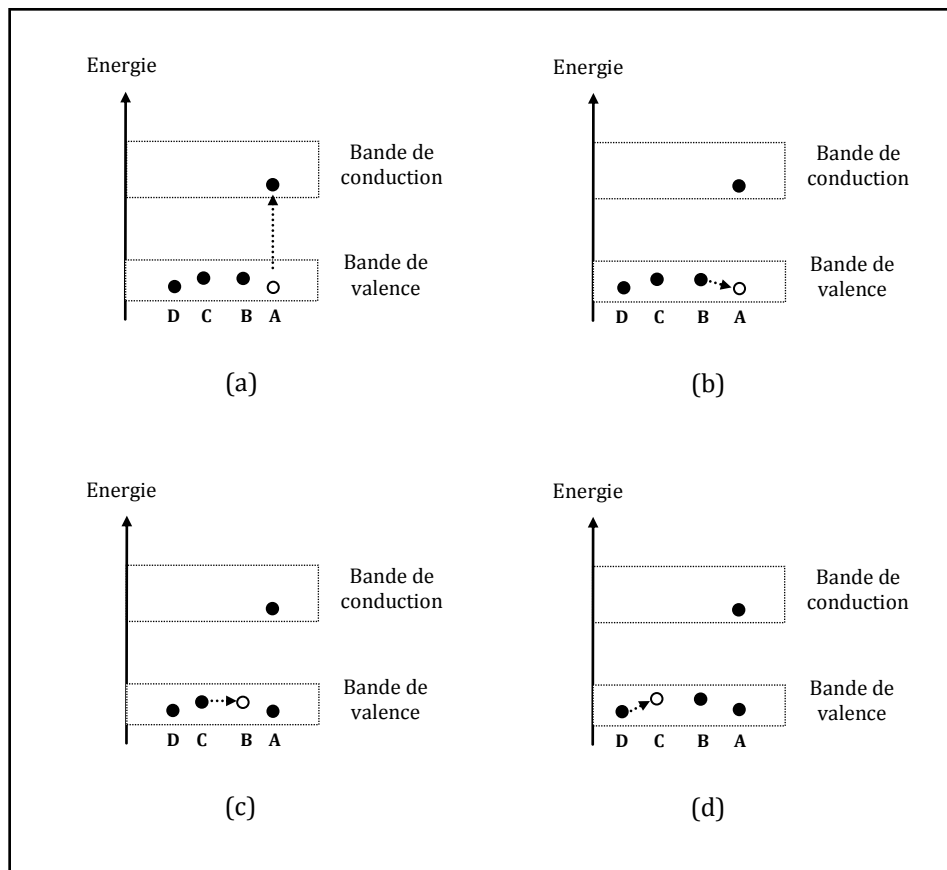 Energie
Bande de
conduction
Bande de
valence
D C B A
(a)
Energie
Bande de
conduction
Bande de
valence
D C B A
(b)
Energie
Bande de
conduction
Bande de
valence
D C B A
(c)
Energie
Bande de
conduction
Bande de
valence
D C B A
(d)